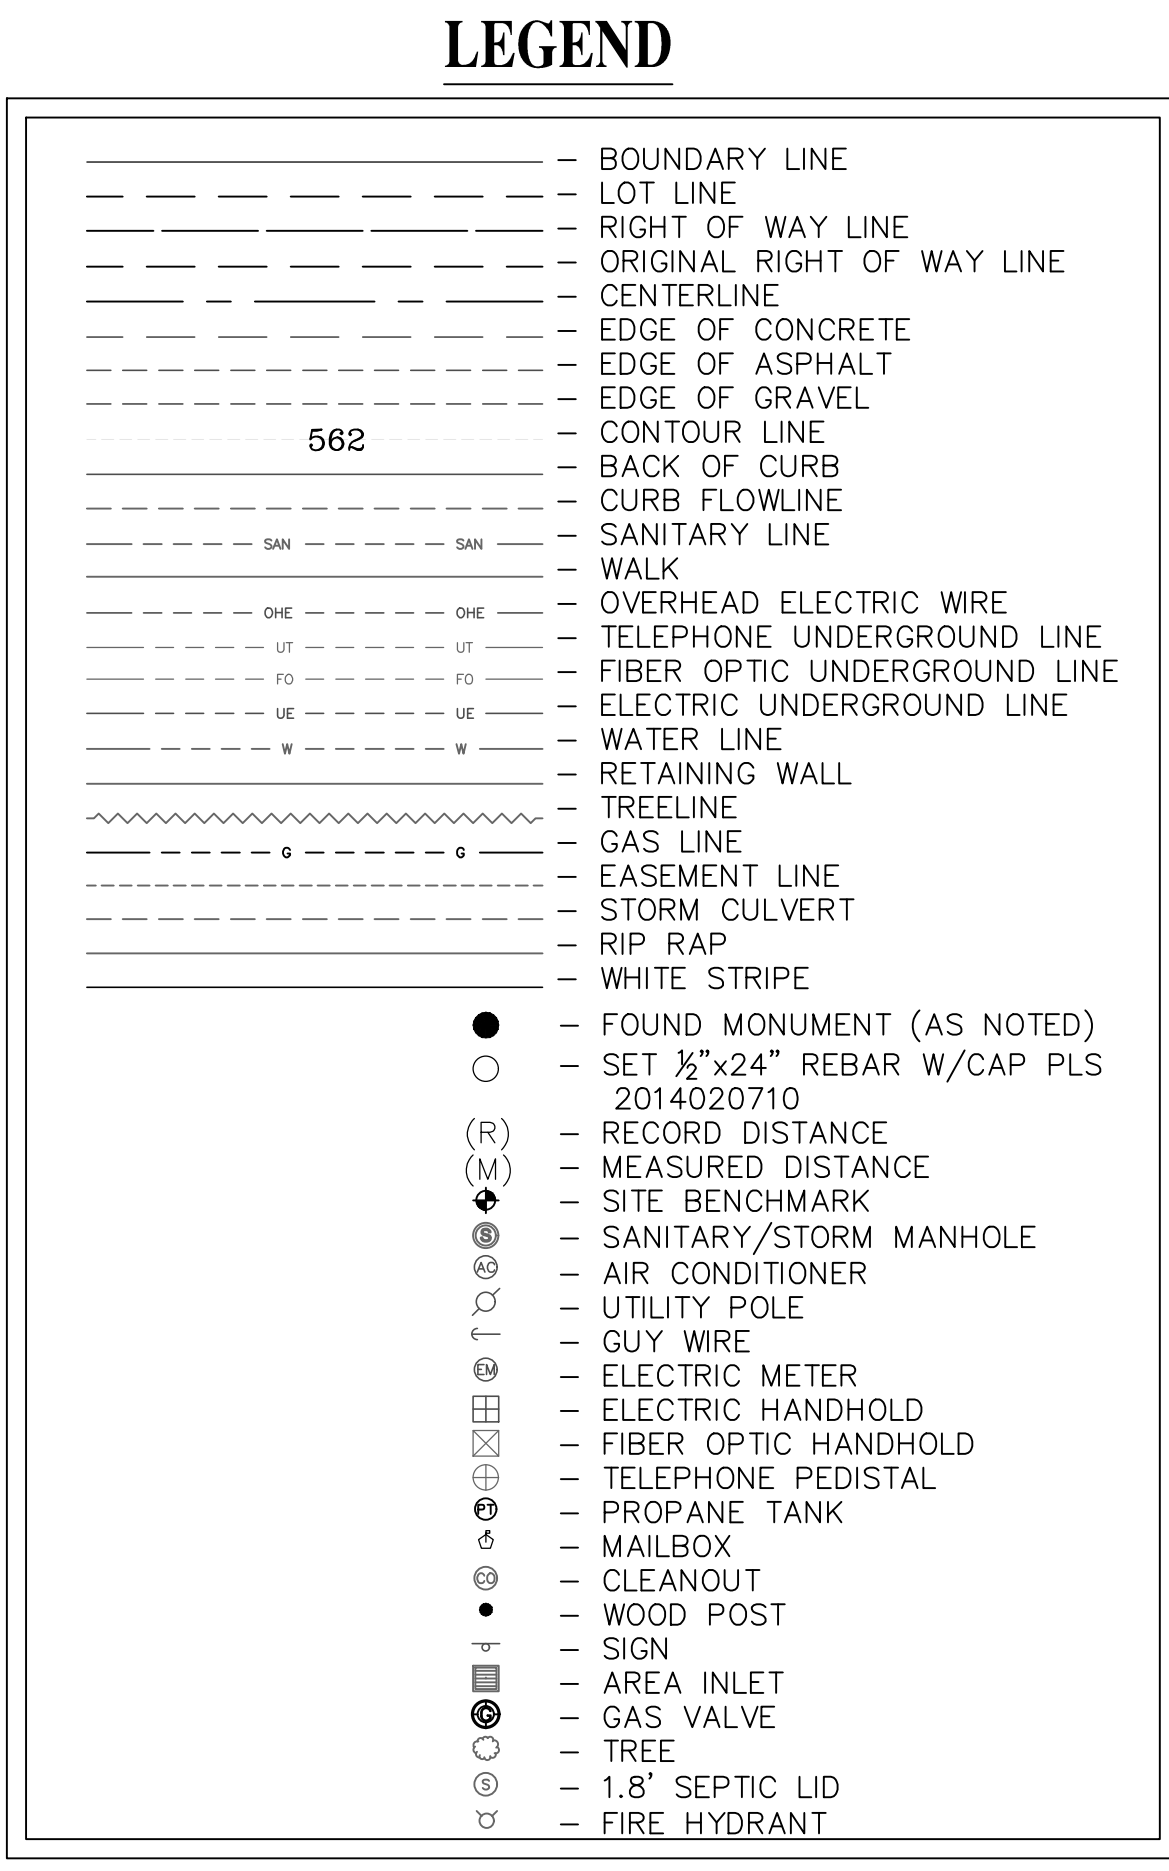 LEGEND
– BOUNDARY LINE
– LOT LINE
– RIGHT OF WAY LINE
– ORIGINAL RIGHT OF WAY LINE
– CENTERLINE
– EDGE OF CONCRETE
– EDGE OF ASPHALT
– EDGE OF GRAVEL
562 – CONTOUR LINE
– BACK OF CURB
– CURB FLOWLINE
SAN SAN – SANITARY LINE
– WALK
OHE OHE – OVERHEAD ELECTRIC WIRE
UT UT – TELEPHONE UNDERGROUND LINE
FO FO – FIBER OPTIC UNDERGROUND LINE
UE UE – ELECTRIC UNDERGROUND LINE
W W – WATER LINE
– RETAINING WALL
– TREELINE
G G – GAS LINE
– EASEMENT LINE
– STORM CULVERT
– RIP RAP
– WHITE STRIPE
– FOUND MONUMENT (AS NOTED)
– SET ½”x24” REBAR W/CAP PLS
2014020710
(R) – RECORD DISTANCE
(M) – MEASURED DISTANCE
– SITE BENCHMARK
S – SANITARY/STORM MANHOLE
AC – AIR CONDITIONER
– UTILITY POLE
– GUY WIRE
EM – ELECTRIC METER
– ELECTRIC HANDHOLD
– FIBER OPTIC HANDHOLD
– TELEPHONE PEDISTAL
PT – PROPANE TANK
– MAILBOX
CO – CLEANOUT
– WOOD POST
– SIGN
– AREA INLET
G – GAS VALVE
– TREE
S – 1.8’ SEPTIC LID
– FIRE HYDRANT